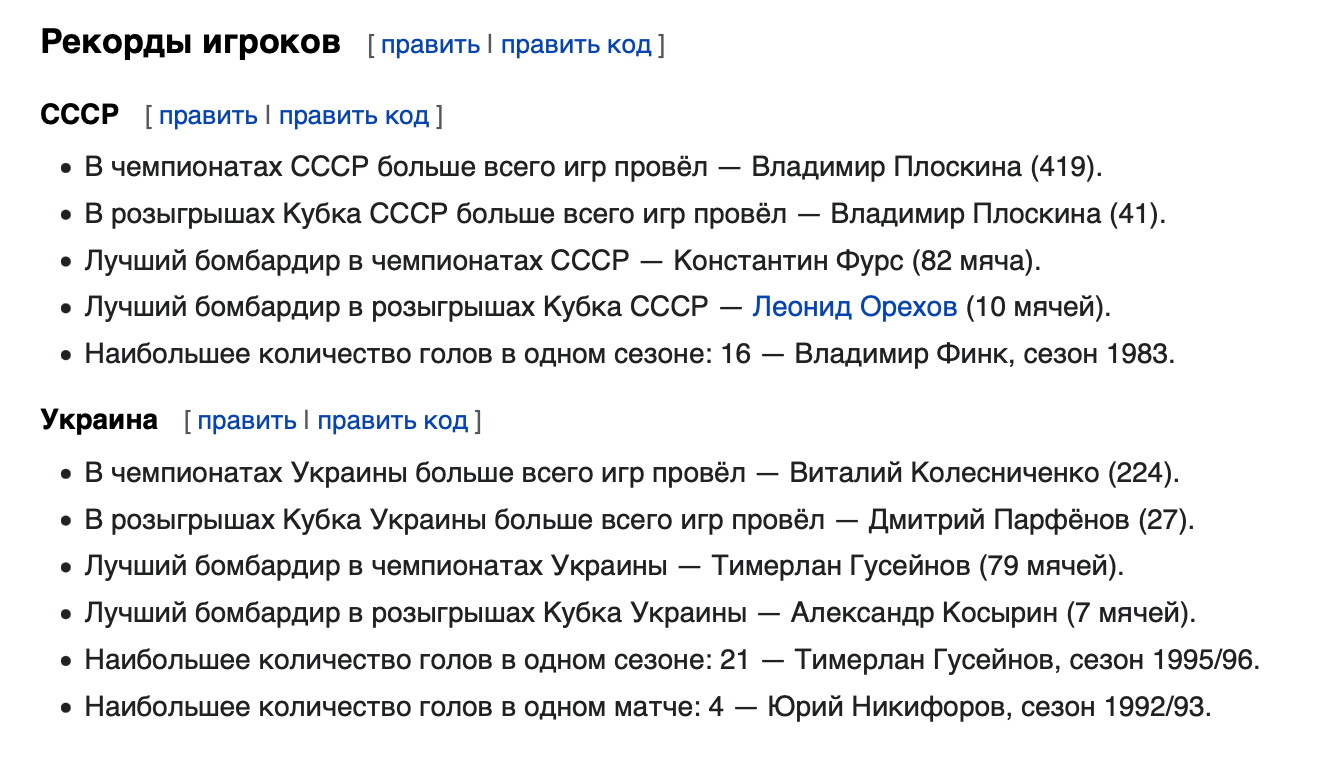 Рекорды игроков [ править | править код ]
СССР [ править | править код ]
• В чемпионатах СССР больше всего игр провёл — Владимир Плоскина (419).
• В розыгрышах Кубка СССР больше всего игр провёл — Владимир Плоскина (41).
• Лучший бомбардир в чемпионатах СССР — Константин Фурс (82 мяча).
• Лучший бомбардир в розыгрышах Кубка СССР — Леонид Орехов (10 мячей).
• Наибольшее количество голов в одном сезоне: 16 — Владимир Финк, сезон 1983.
Украина [ править | править код ]
• В чемпионатах Украины больше всего игр провёл — Виталий Колесниченко (224).
• В розыгрышах Кубка Украины больше всего игр провёл — Дмитрий Парфёнов (27).
• Лучший бомбардир в чемпионатах Украины — Тимерлан Гусейнов (79 мячей).
• Лучший бомбардир в розыгрышах Кубка Украины — Александр Косырин (7 мячей).
• Наибольшее количество голов в одном сезоне: 21 — Тимерлан Гусейнов, сезон 1995/96.
• Наибольшее количество голов в одном матче: 4 — Юрий Никифоров, сезон 1992/93.